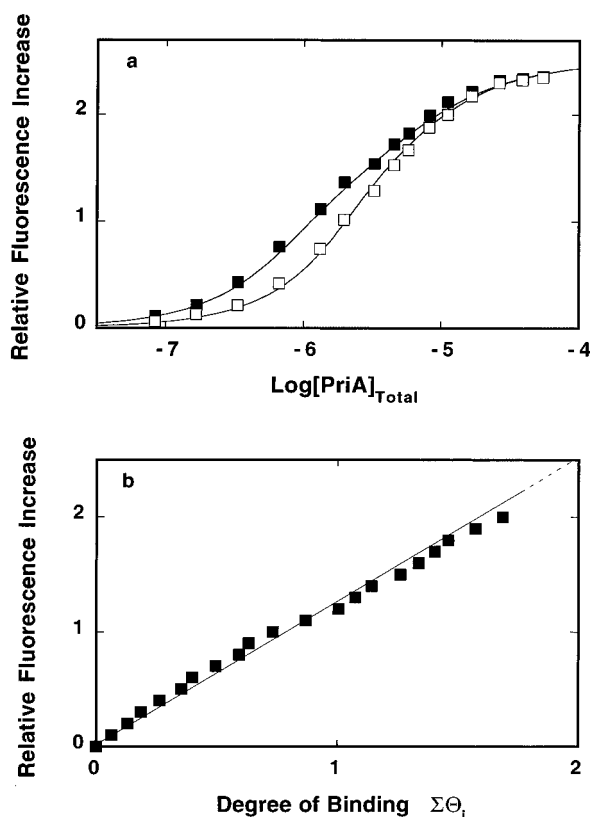 a
Relative Fluorescence Increase
2
1
0
-7 -6 -5 -4
Log[PriA]Total
b
Relative Fluorescence Increase
2
1
0
0 1 2
Degree of Binding ΣΘi